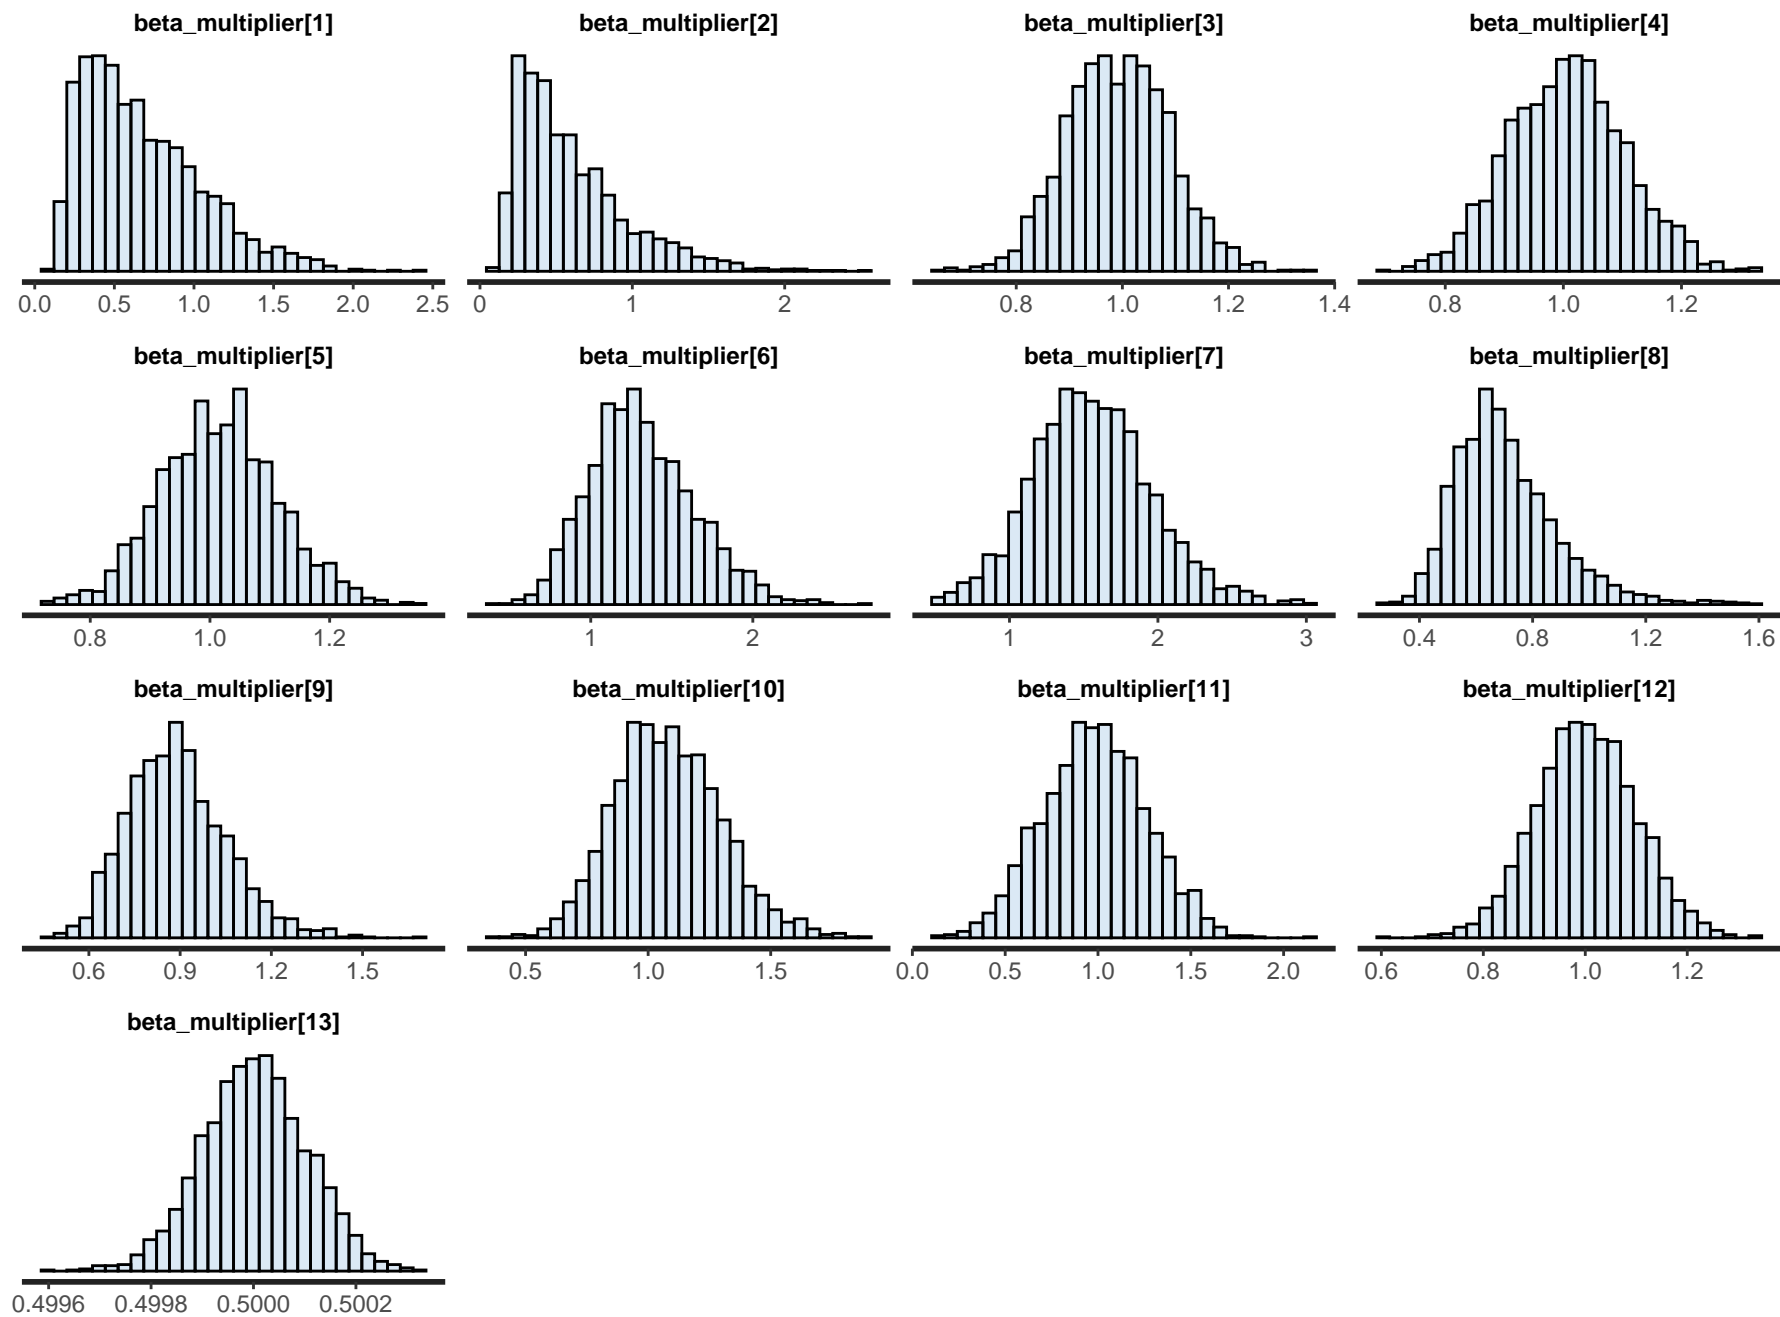 beta_multiplier[1] beta_multiplier[2] beta_multiplier[3] beta_multiplier[4]
0.0 0.5 1.0 1.5 2.0 2.5 0 1 2 0.8 1.0 1.2 1.4 0.8 1.0 1.2
beta_multiplier[5] beta_multiplier[6] beta_multiplier[7] beta_multiplier[8]
0.8 1.0 1.2 1 2 1 2 3 0.4 0.8 1.2 1.6
beta_multiplier[9] beta_multiplier[10] beta_multiplier[11] beta_multiplier[12]
0.6 0.9 1.2 1.5 0.5 1.0 1.5 0.0 0.5 1.0 1.5 2.0 0.6 0.8 1.0 1.2
beta_multiplier[13]
0.4996 0.4998 0.5000 0.5002